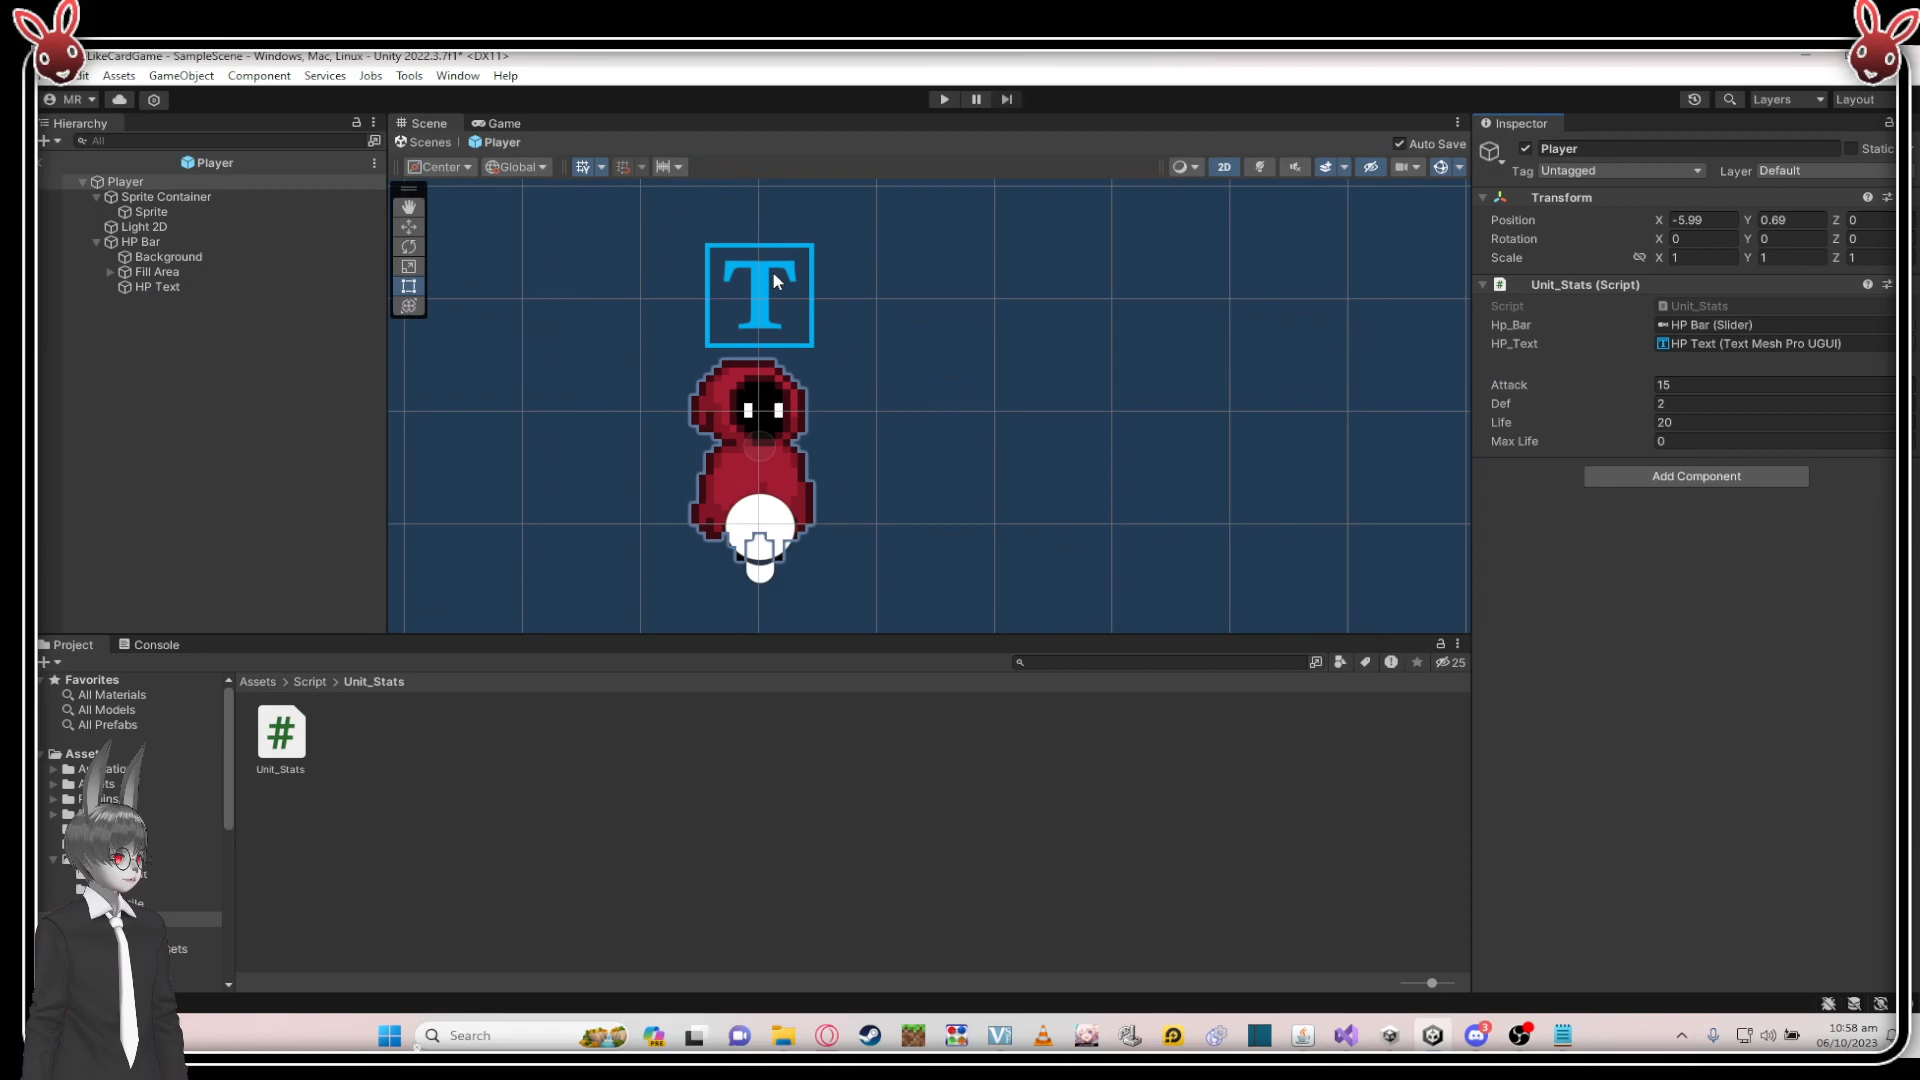 LikeCardGame - SampleScene - Windows, Mac, Linux - Unity 2022.3.7f1* <DX11>
Assets GameObject Component Services Jobs Tools Window Help
MR Layers Layout
Hierarchy
All
Player
Player
Sprite Container
Sprite
Light 2D
HP Bar
Background
Fill Area
HP Text
Scene Game
Scenes Player Auto Save
Center Global 2D
T
Inspector
Player Static
Tag Untagged Layer Default
Transform
Position X -5.99 Y 0.69 Z 0
Rotation X 0 Y 0 Z 0
Scale X 1 Y 1 Z 1
# Unit_Stats (Script)
Script Unit_Stats
Hp_Bar HP Bar (Slider)
HP_Text HP Text (Text Mesh Pro UGUI)
Attack 15
Def 2
Life 20
Max Life 0
Add Component
Project Console
25
Favorites
All Materials
All Models
All Prefabs
Assets > Script > Unit_Stats
#
Unit_Stats
Search
PRE
3
10:58 am
06/10/2023